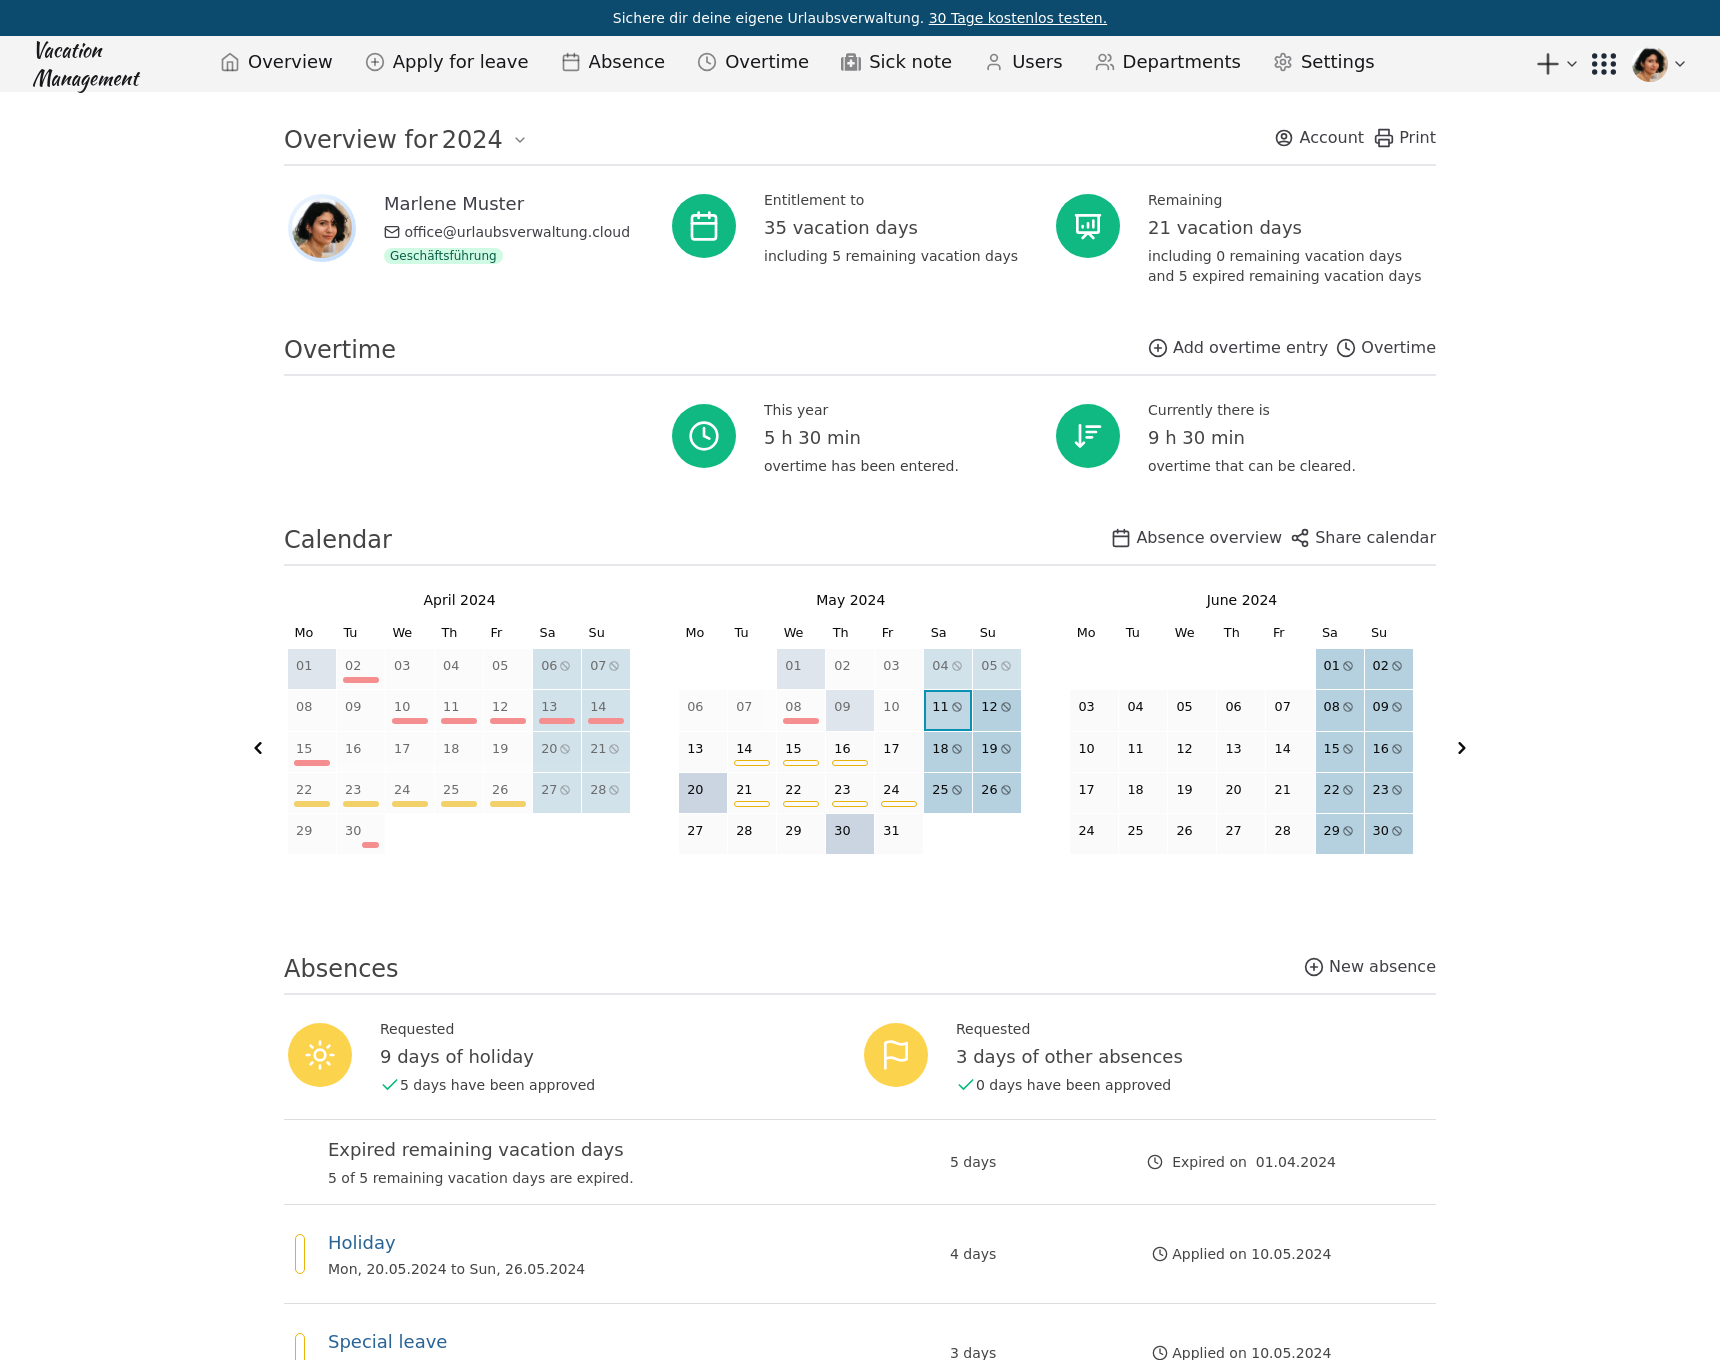 Sichere dir deine eigene Urlaubsverwaltung. 30 Tage kostenlos testen.
Vacation
Management
Overview Apply for leave Absence Overtime Sick note Users Departments Settings
Overview for 2024
Account Print
Marlene Muster
office@urlaubsverwaltung.cloud
Geschäftsführung
Entitlement to
35 vacation days
including 5 remaining vacation days
Remaining
21 vacation days
including 0 remaining vacation days
and 5 expired remaining vacation days
Overtime
Add overtime entry Overtime
This year
5 h 30 min
overtime has been entered.
Currently there is
9 h 30 min
overtime that can be cleared.
Calendar
Absence overview Share calendar
April 2024
Mo Tu We Th Fr Sa Su
01 02 03 04 05 06 07
08 09 10 11 12 13 14
15 16 17 18 19 20 21
22 23 24 25 26 27 28
29 30
May 2024
Mo Tu We Th Fr Sa Su
01 02 03 04 05
06 07 08 09 10 11 12
13 14 15 16 17 18 19
20 21 22 23 24 25 26
27 28 29 30 31
June 2024
Mo Tu We Th Fr Sa Su
01 02
03 04 05 06 07 08 09
10 11 12 13 14 15 16
17 18 19 20 21 22 23
24 25 26 27 28 29 30
Absences
New absence
Requested
9 days of holiday
5 days have been approved
Requested
3 days of other absences
0 days have been approved
Expired remaining vacation days
5 of 5 remaining vacation days are expired.
5 days
Expired on 01.04.2024
Holiday
Mon, 20.05.2024 to Sun, 26.05.2024
4 days
Applied on 10.05.2024
Special leave
3 days
Applied on 10.05.2024